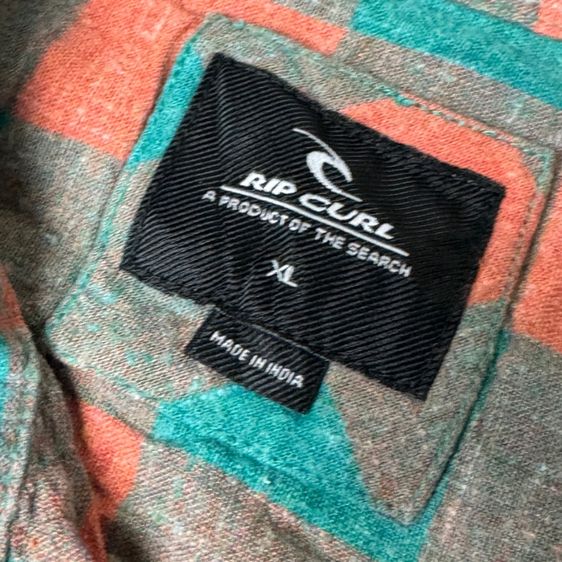 RIP CURL
A PRODUCT OF THE SEARCH
XL
MADE IN INDIA